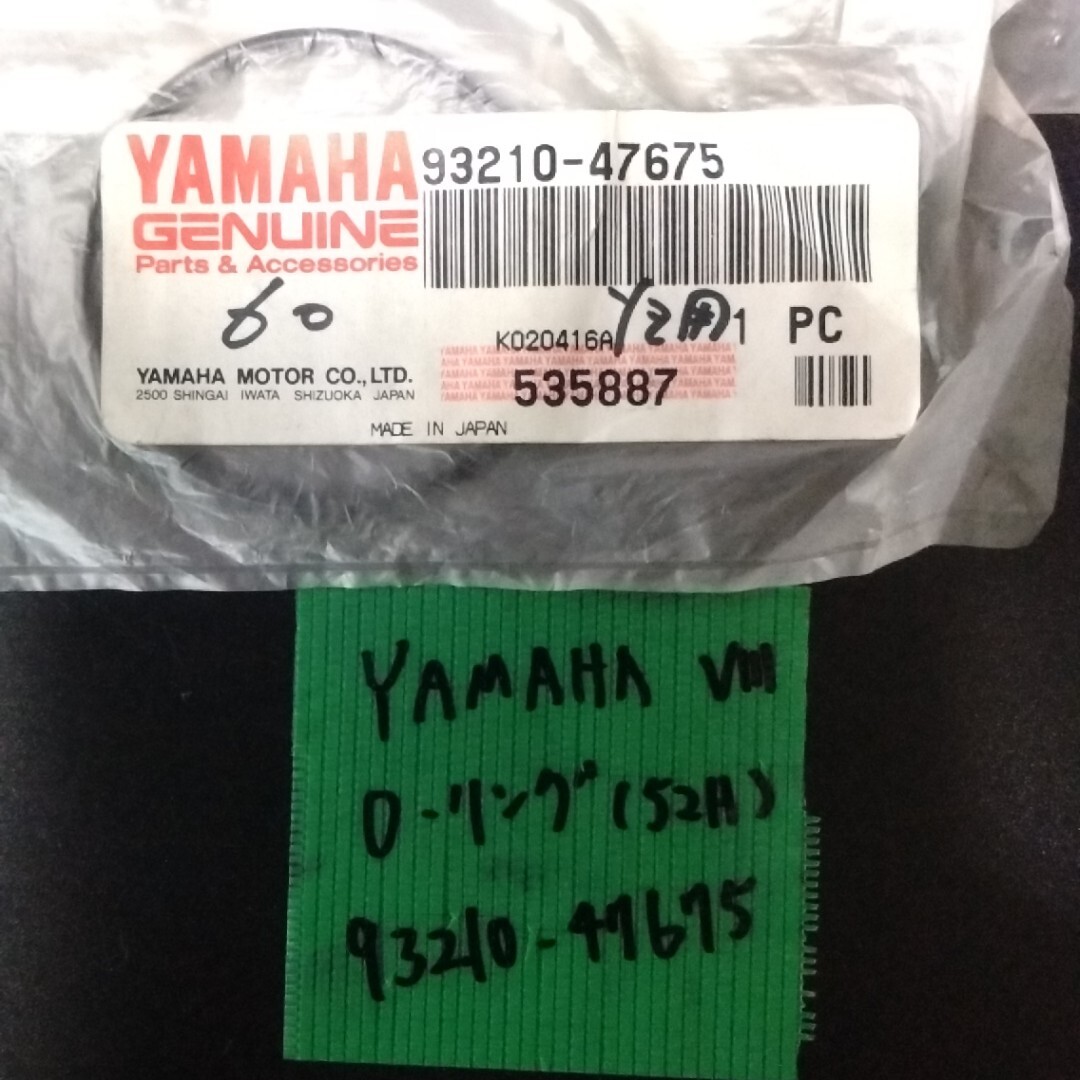 YAMAHA 93210-47675
GENUINE
Parts & Accessories
60
K020416A 1 PC
YAMAHA MOTOR CO.,LTD.
2500 SHINGAI IWATA SHIZUOKA JAPAN
535887
MADE IN JAPAN
YAMAHA VIII
O-リング(52H)
93210-47675